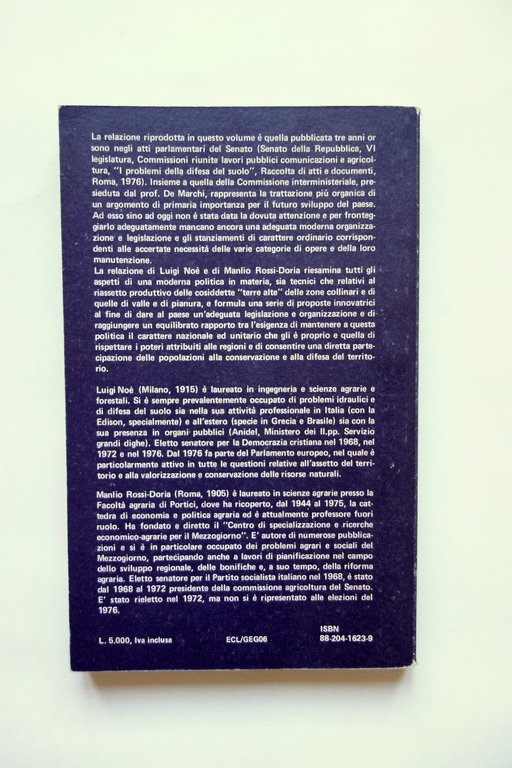 La relazione riprodotta in questo volume è quella pubblicata tre anni or
sono negli atti parlamentari del Senato (Senato della Repubblica, VI
legislatura, Commissioni riunite lavori pubblici comunicazioni e agricol-
tura, "I problemi della difesa del suolo", Raccolta di atti e documenti,
Roma, 1976). Insieme a quella della Commissione interministeriale, pre-
sieduta dal prof. De Marchi, rappresenta la trattazione piú organica di
un argomento di primaria importanza per il futuro sviluppo del paese.
Ad esso sino ad oggi non è stata data la dovuta attenzione e per fronteg-
giarlo adeguatamente mancano ancora una adeguata moderna organizza-
zione e legislazione e gli stanziamenti di carattere ordinario corrispon-
denti alle accertate necessità delle varie categorie di opere e della loro
manutenzione.
La relazione di Luigi Noè e di Manlio Rossi-Doria riesamina tutti gli
aspetti di una moderna politica in materia, sia tecnici che relativi al
riassetto produttivo delle cosiddette "terre alte" delle zone collinari e di
quelle di valle e di pianura, e formula una serie di proposte innovatrici
al fine di dare al paese un'adeguata legislazione e organizzazione e di
raggiungere un equilibrato rapporto tra l'esigenza di mantenere a questa
politica il carattere nazionale ed unitario che gli è proprio e quella di
rispettare i poteri attribuiti alle regioni e di consentire una diretta parte-
cipazione delle popolazioni alla conservazione e alla difesa del territo-
rio.
Luigi Noè (Milano, 1915) è laureato in ingegneria e scienze agrarie e
forestali. Si è sempre prevalentemente occupato di problemi idraulici e
di difesa del suolo sia nella sua attività professionale in Italia (con la
Edison, specialmente) e all'estero (specie in Grecia e Brasile) sia con la
sua presenza in organi pubblici (Anidel, Ministero dei ll.pp. Servizio
grandi dighe). Eletto senatore per la Democrazia cristiana nel 1968, nel
1972 e nel 1976. Dal 1976 fa parte del Parlamento europeo, nel quale è
particolarmente attivo in tutte le questioni relative all'assetto del terri-
torio e alla valorizzazione e conservazione delle risorse naturali.
Manlio Rossi-Doria (Roma, 1905) è laureato in scienze agrarie presso la
Facoltà agraria di Portici, dove ha ricoperto, dal 1944 al 1975, la cat-
tedra di economia e politica agraria ed è attualmente professore fuori
ruolo. Ha fondato e diretto il "Centro di specializzazione e ricerche
economico-agrarie per il Mezzogiorno". E' autore di numerose pubblica-
zioni e si è in particolare occupato dei problemi agrari e sociali del
Mezzogiorno, partecipando anche a lavori di pianificazione nel campo
dello sviluppo regionale, delle bonifiche e, a suo tempo, della riforma
agraria. Eletto senatore per il Partito socialista italiano nel 1968, è stato
dal 1968 al 1972 presidente della commissione agricoltura del Senato.
E' stato rieletto nel 1972, ma non si è ripresentato alle elezioni del
1976.
L. 5.000, Iva inclusa
ECL/GEG06
ISBN
88-204-1623-9